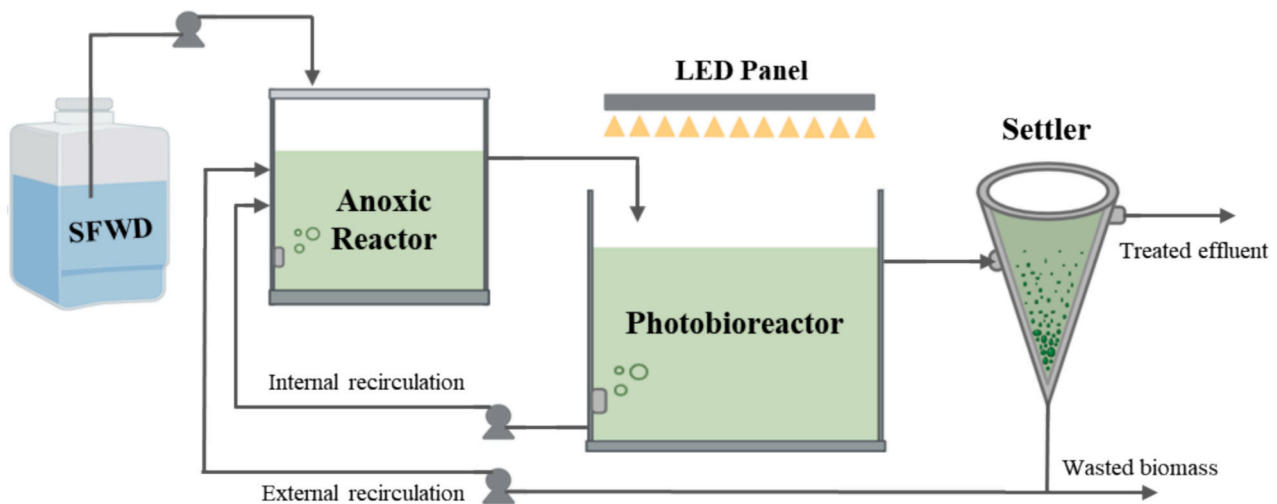 LED Panel
Settler
SFWD
Anoxic
Reactor
Treated effluent
Photobioreactor
Internal recirculation
Wasted biomass
External recirculation